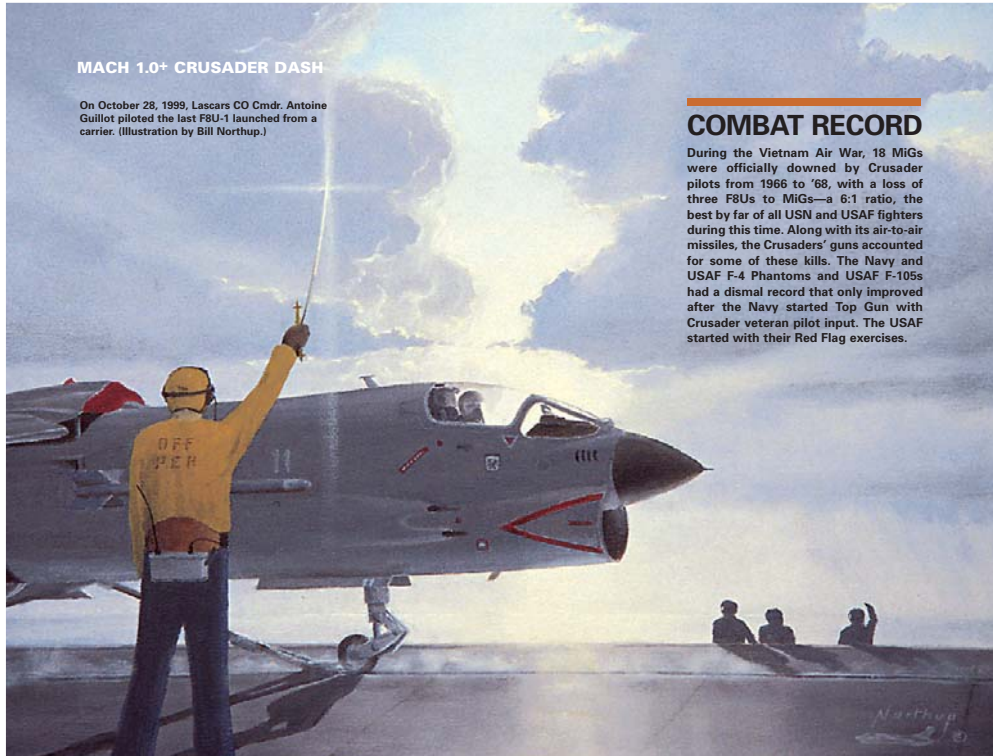 MACH 1.0+ CRUSADER DASH
On October 28, 1999, Lascars CO Cmdr. Antoine
Guillot piloted the last F8U-1 launched from a
carrier. (Illustration by Bill Northup.)
COMBAT RECORD
During the Vietnam Air War, 18 MiGs
were officially downed by Crusader
pilots from 1966 to ’68, with a loss of
three F8Us to MiGs—a 6:1 ratio, the
best by far of all USN and USAF fighters
during this time. Along with its air-to-air
missiles, the Crusaders’ guns accounted
for some of these kills. The Navy and
USAF F-4 Phantoms and USAF F-105s
had a dismal record that only improved
after the Navy started Top Gun with
Crusader veteran pilot input. The USAF
started with their Red Flag exercises.
OFF
PER
11
Northup